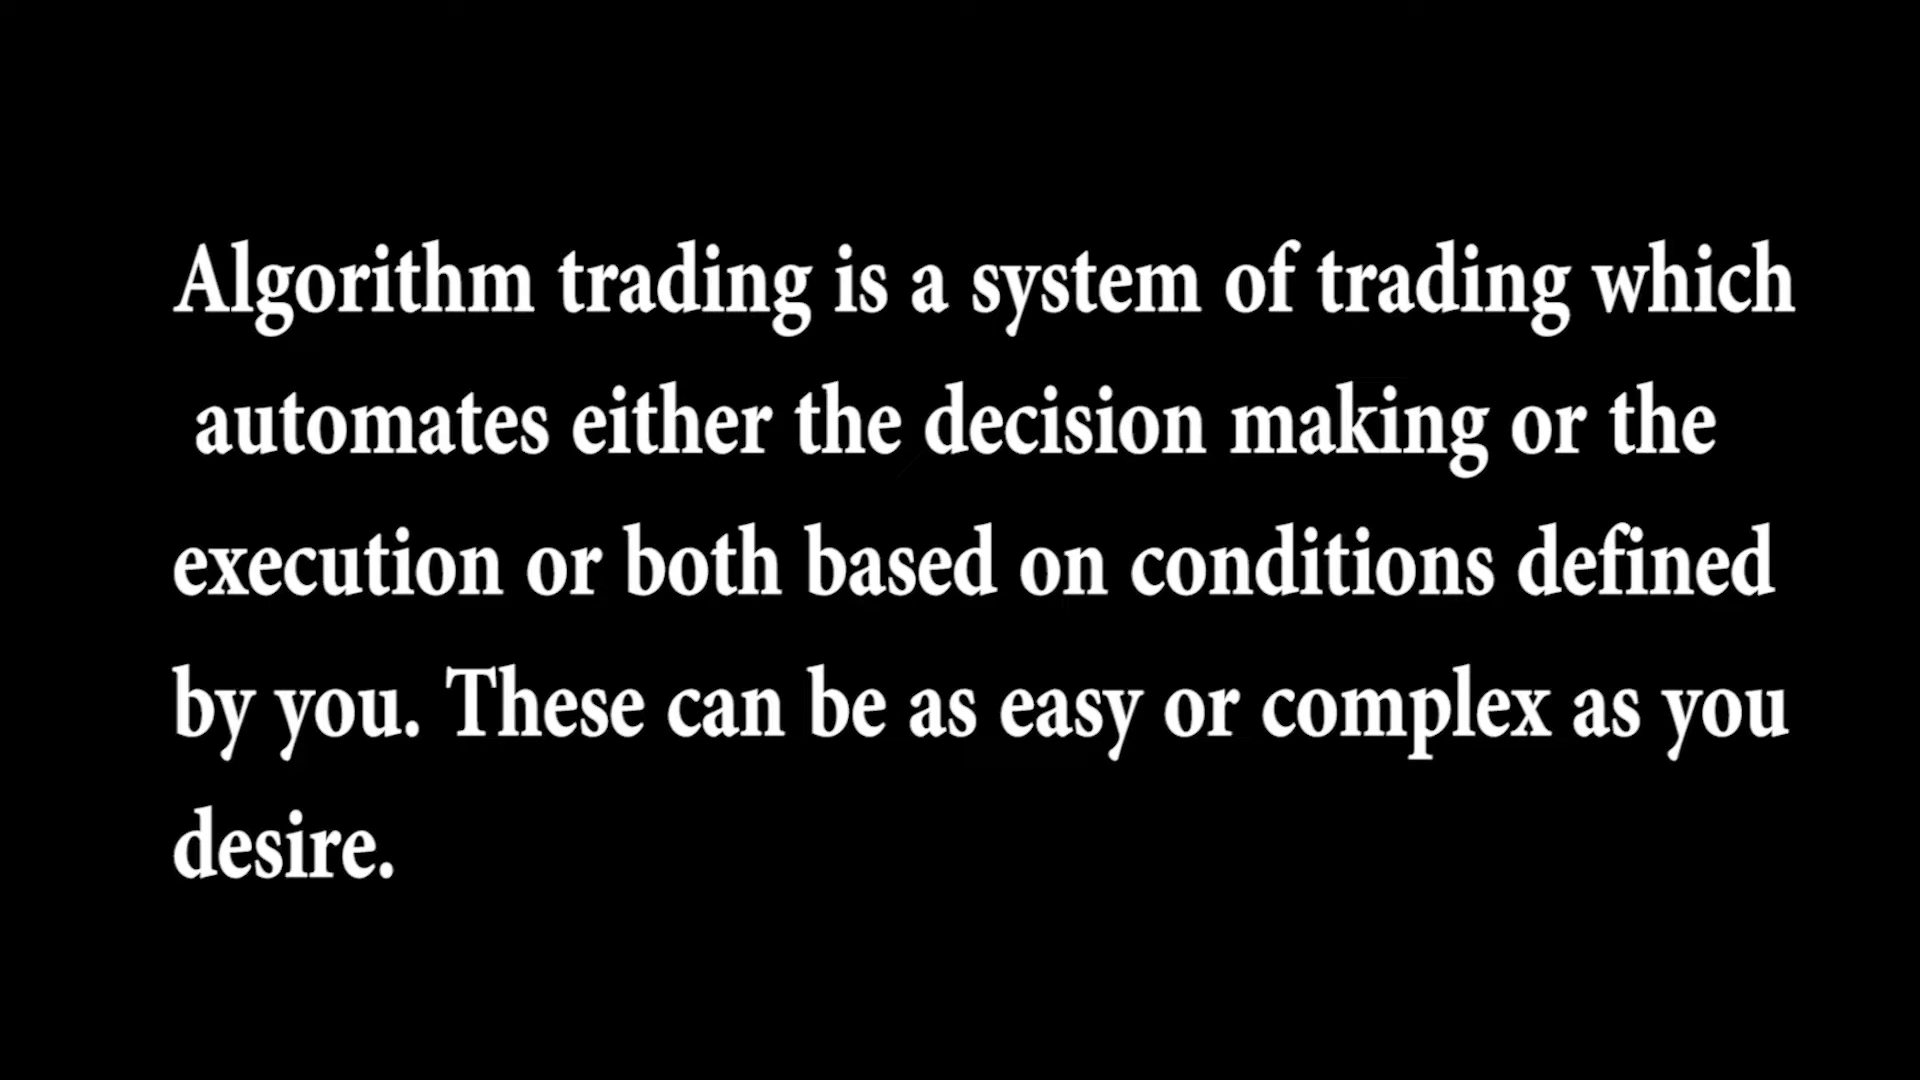 Algorithm trading is a system of trading which
automates either the decision making or the
execution or both based on conditions defined
by you. These can be as easy or complex as you
desire.